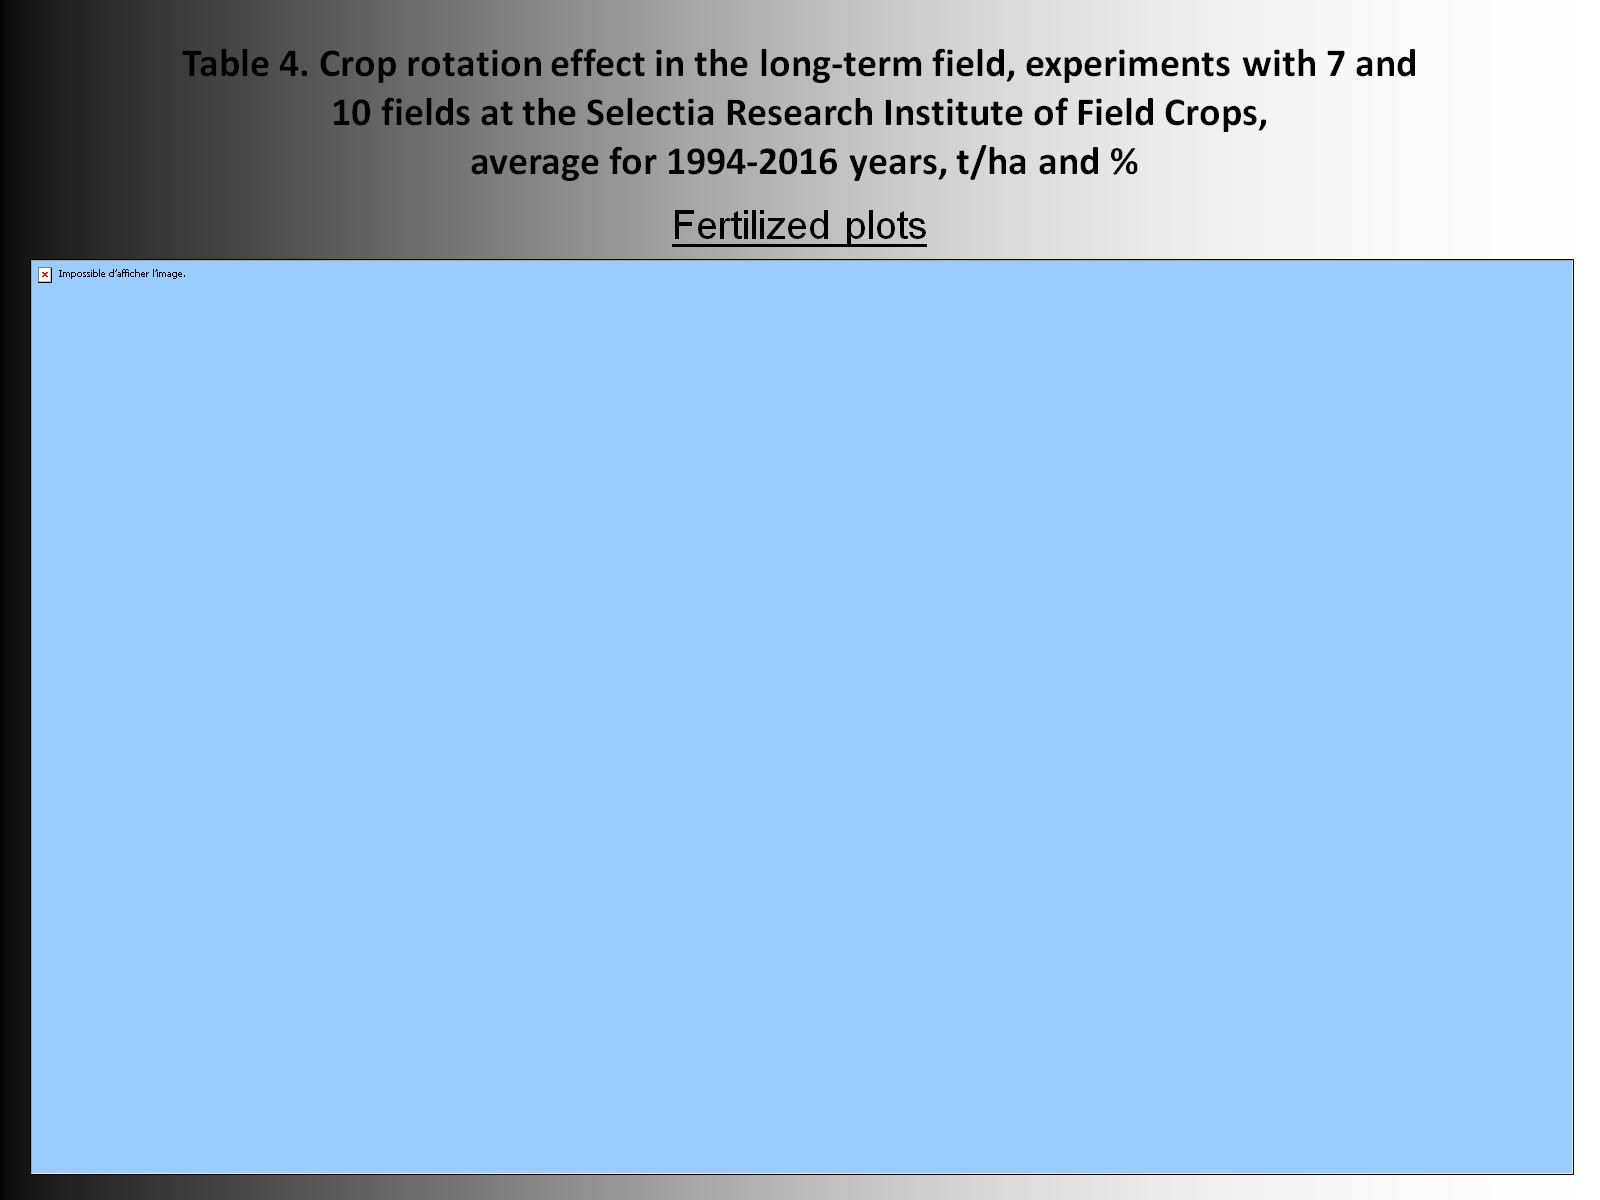 Table 4. Crop rotation effect in the long-term field, experiments with 7 and
10 fields at the Selectia Research Institute of Field Crops,
average for 1994-2016 years, t/ha and %
Fertilized plots
Impossible d'afficher l'image.